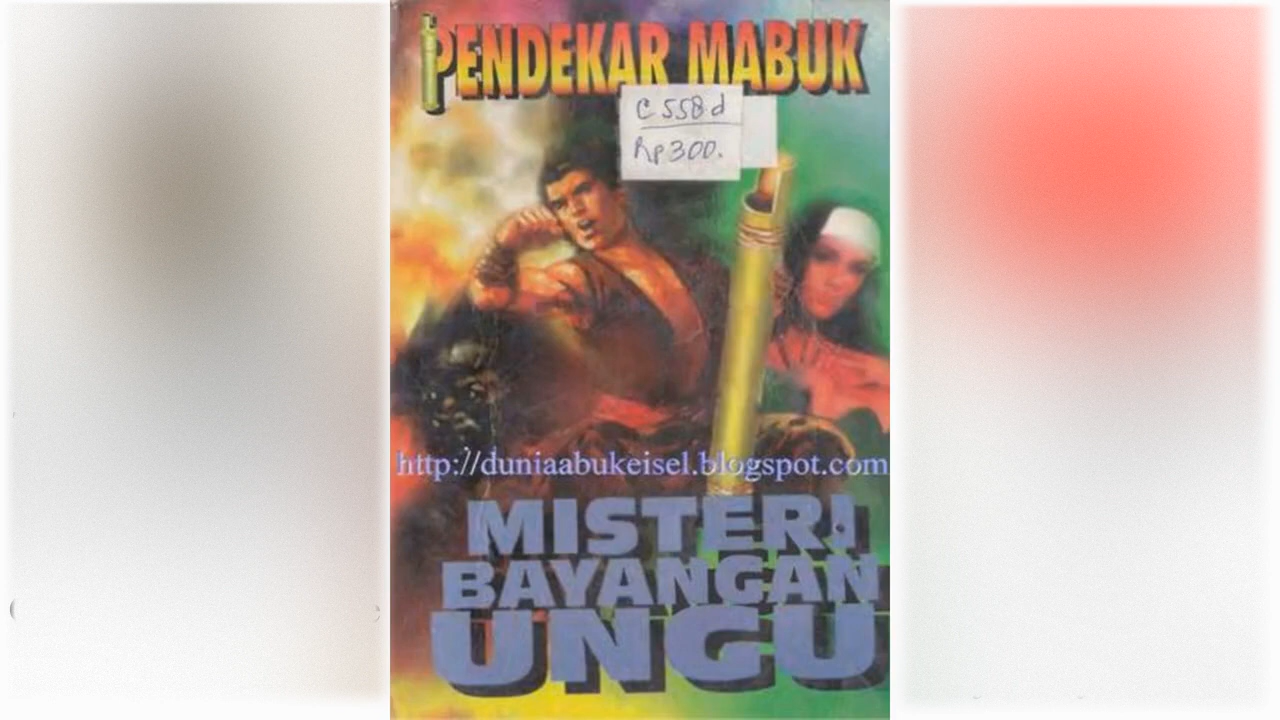 PENDEKAR MABUK
C 558 d
Rp 300.
http://duniaabukeisel.blogspot.com
MISTERI
BAYANGAN
UNGU